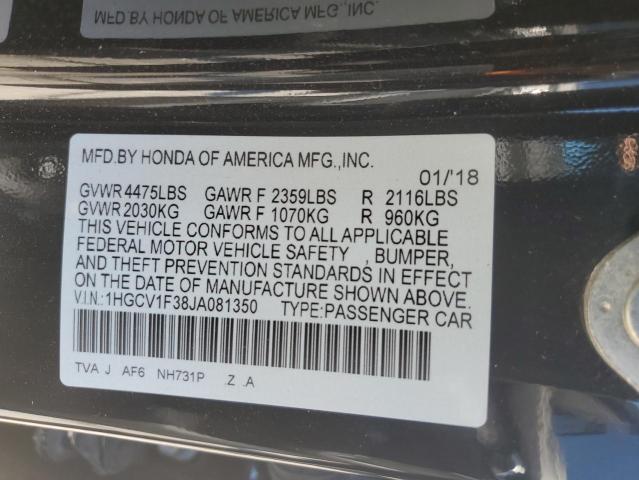 MFD.BY HONDA OF AMERICA MFG.,INC.
MFD.BY HONDA OF AMERICA MFG.,INC.
01/'18
GVWR 4475LBS GAWR F 2359LBS R 2116LBS
GVWR 2030KG GAWR F 1070KG R 960KG
THIS VEHICLE CONFORMS TO ALL APPLICABLE
FEDERAL MOTOR VEHICLE SAFETY , BUMPER,
AND THEFT PREVENTION STANDARDS IN EFFECT
ON THE DATE OF MANUFACTURE SHOWN ABOVE.
V.I.N.:1HGCV1F38JA081350 TYPE:PASSENGER CAR
TVA J AF6 NH731P .Z .A